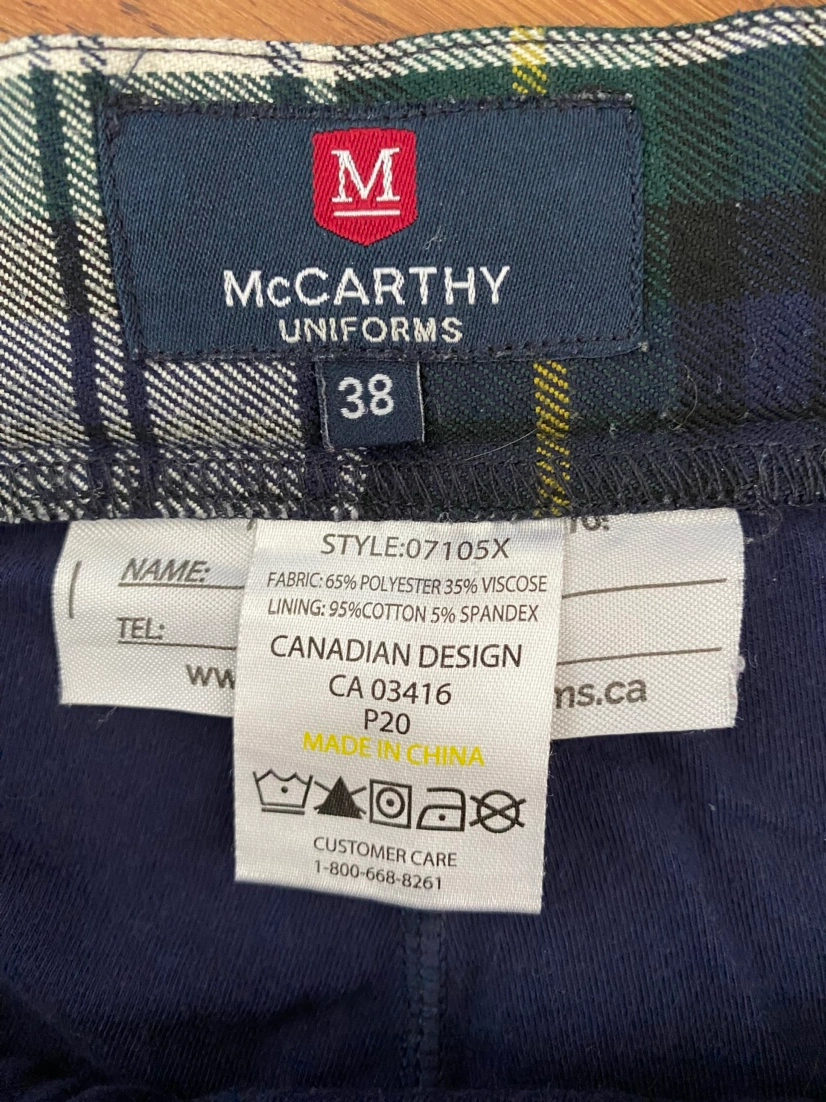 M
McCARTHY
UNIFORMS
38
NAME:
TEL:
STYLE:07105X
FABRIC: 65% POLYESTER 35% VISCOSE
LINING: 95%COTTON 5% SPANDEX
CANADIAN DESIGN
CA 03416
P20
MADE IN CHINA
CUSTOMER CARE
1-800-668-8261